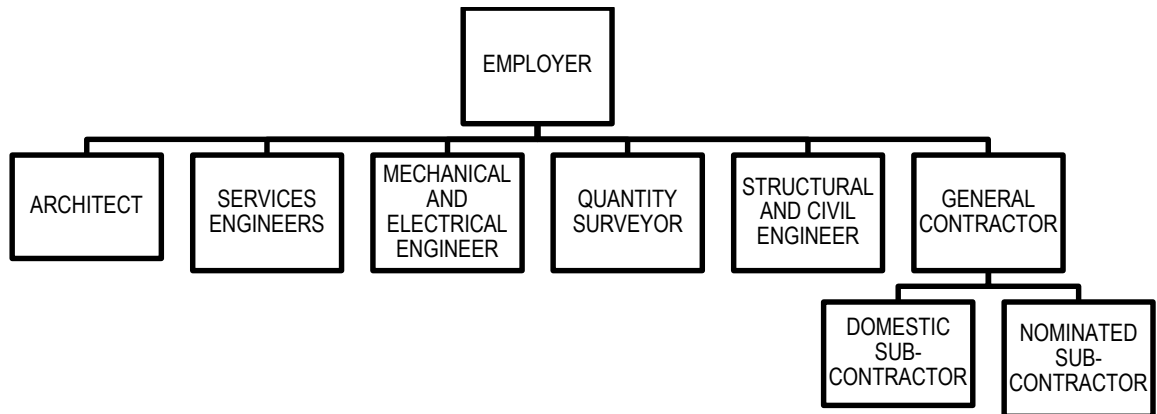 EMPLOYER
ARCHITECT
SERVICES
ENGINEERS
MECHANICAL
AND
ELECTRICAL
ENGINEER
QUANTITY
SURVEYOR
STRUCTURAL
AND CIVIL
ENGINEER
GENERAL
CONTRACTOR
DOMESTIC
SUB-
CONTRACTOR
NOMINATED
SUB-
CONTRACTOR